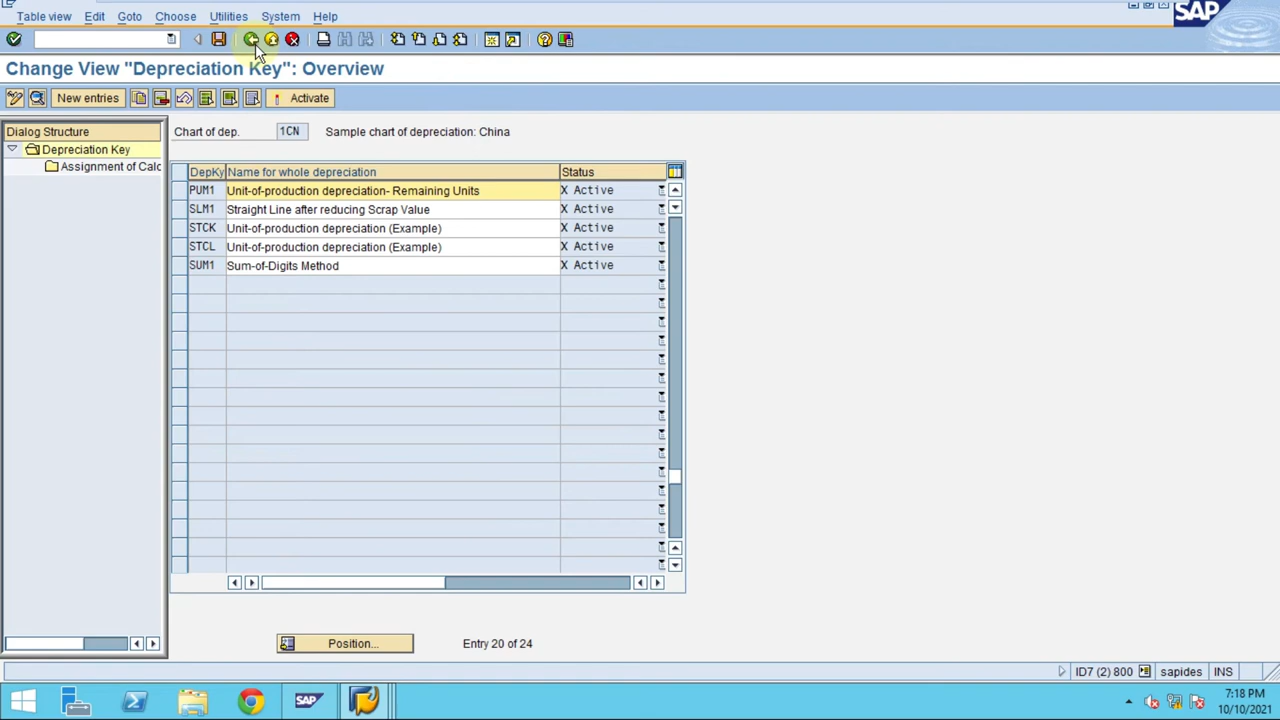 Table view Edit Goto Choose Utilities System Help
SAP
Change View "Depreciation Key": Overview
New entries Activate
Dialog Structure
Depreciation Key
Assignment of Calc
Chart of dep. 1CN Sample chart of depreciation: China
DepKy Name for whole depreciation Status
PUM1 Unit-of-production depreciation- Remaining Units X Active
SLM1 Straight Line after reducing Scrap Value X Active
STCK Unit-of-production depreciation (Example) X Active
STCL Unit-of-production depreciation (Example) X Active
SUM1 Sum-of-Digits Method X Active
Position... Entry 20 of 24
ID7 (2) 800 sapides INS
SAP
7:18 PM
10/10/2021